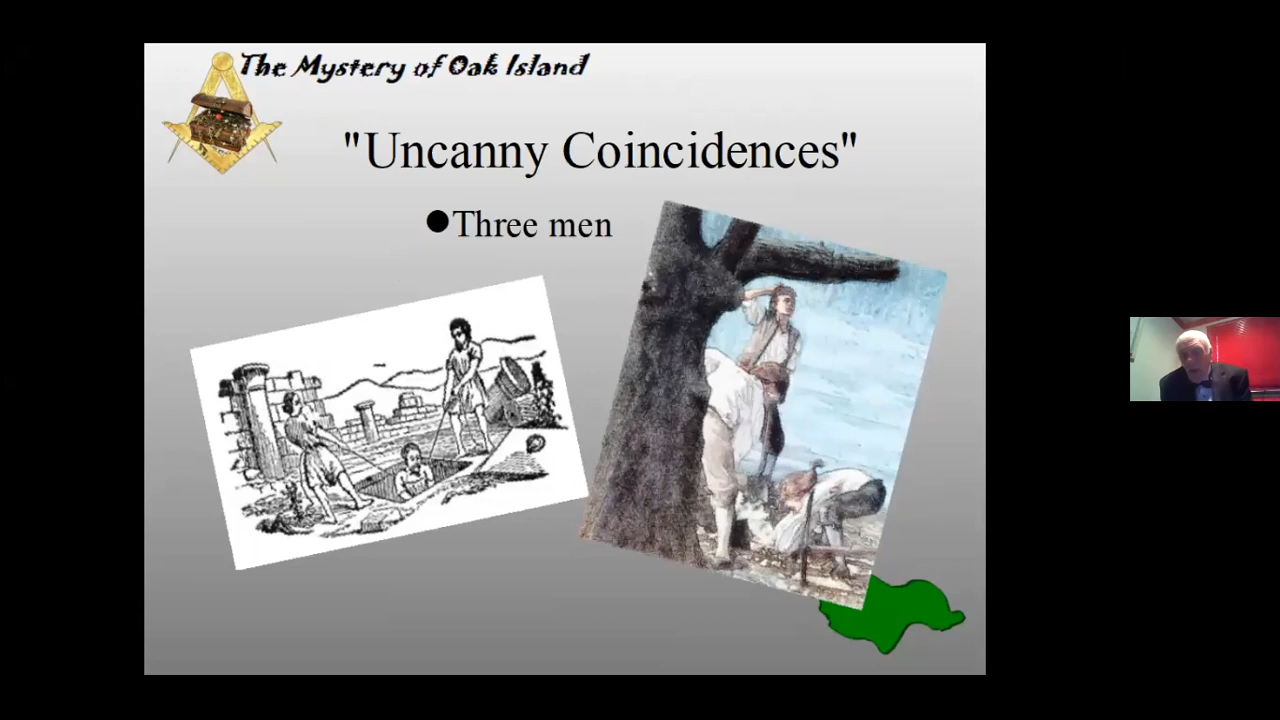 The Mystery of Oak Island
"Uncanny Coincidences"
●Three men